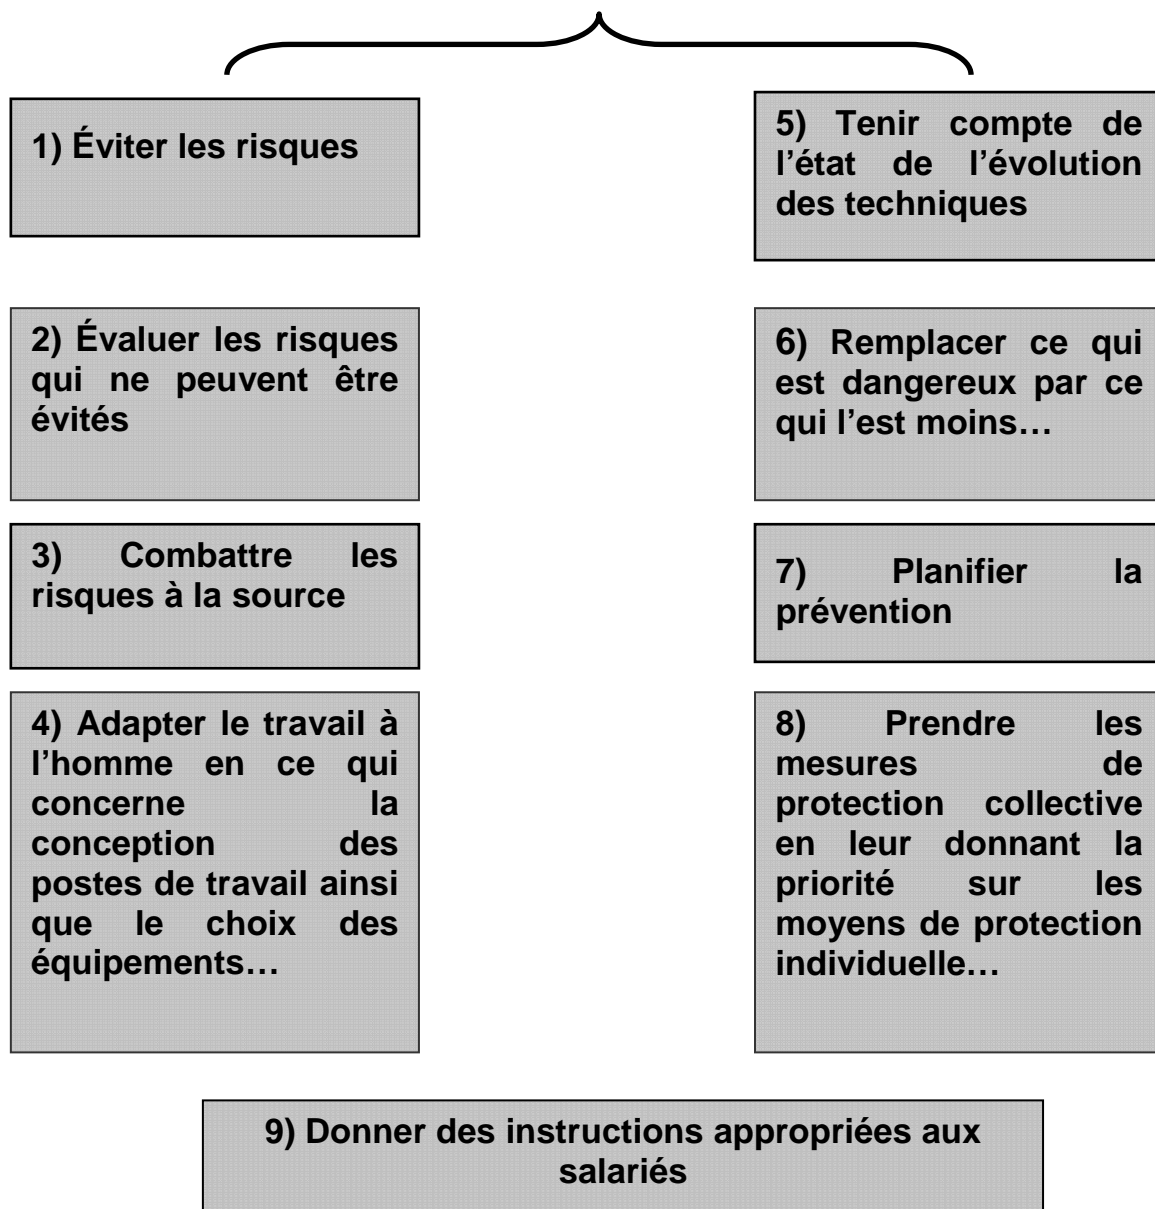 1) Éviter les risques
2) Évaluer les risques
qui ne peuvent être
évités
3) Combattre les
risques à la source
4) Adapter le travail à
l’homme en ce qui
concerne la
conception des
postes de travail ainsi
que le choix des
équipements…
5) Tenir compte de
l’état de l’évolution
des techniques
6) Remplacer ce qui
est dangereux par ce
qui l’est moins…
7) Planifier la
prévention
8) Prendre les
mesures de
protection collective
en leur donnant la
priorité sur les
moyens de protection
individuelle…
9) Donner des instructions appropriées aux
salariés